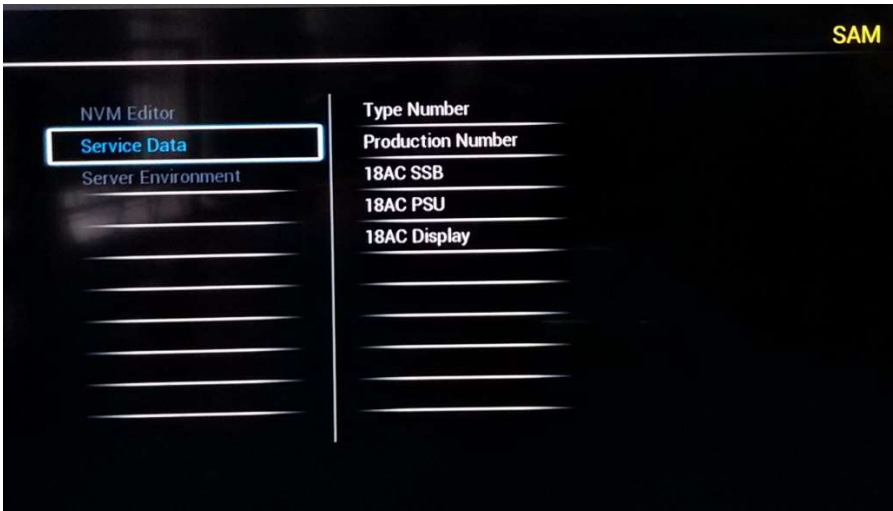 SAM
NVM Editor
Service Data
Server Environment
Type Number
Production Number
18AC SSB
18AC PSU
18AC Display